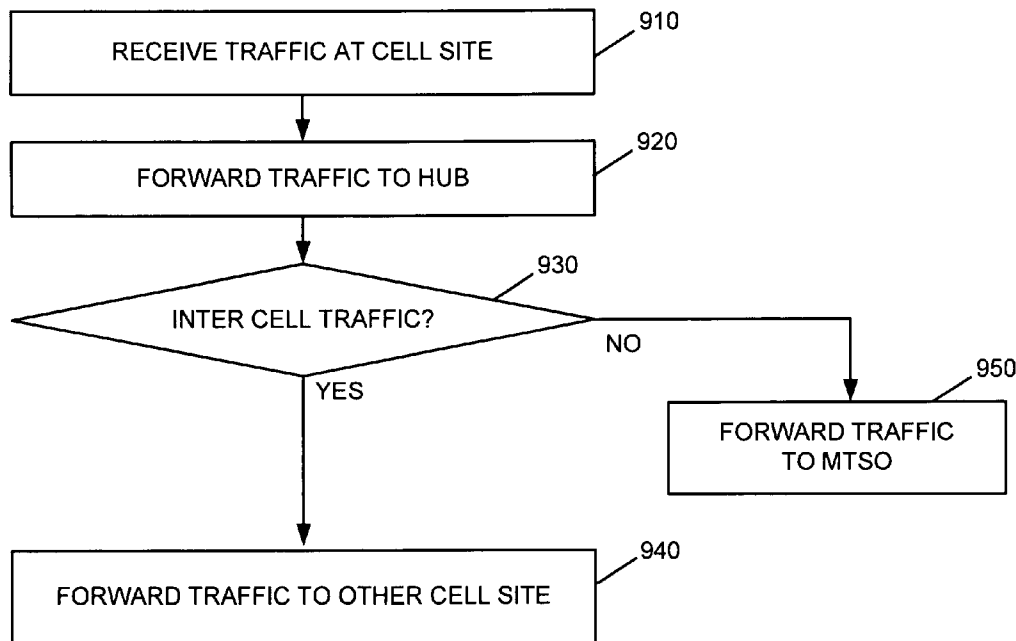 910
RECEIVE TRAFFIC AT CELL SITE
920
FORWARD TRAFFIC TO HUB
930
INTER CELL TRAFFIC?
NO
YES
950
FORWARD TRAFFIC
TO MTSO
940
FORWARD TRAFFIC TO OTHER CELL SITE